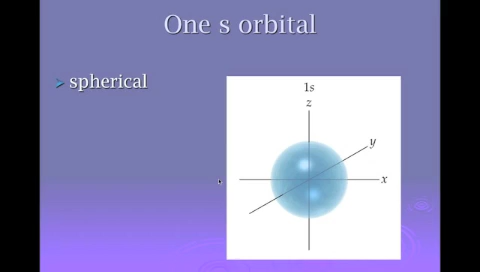 One s orbital
> spherical
1s
z
y
x